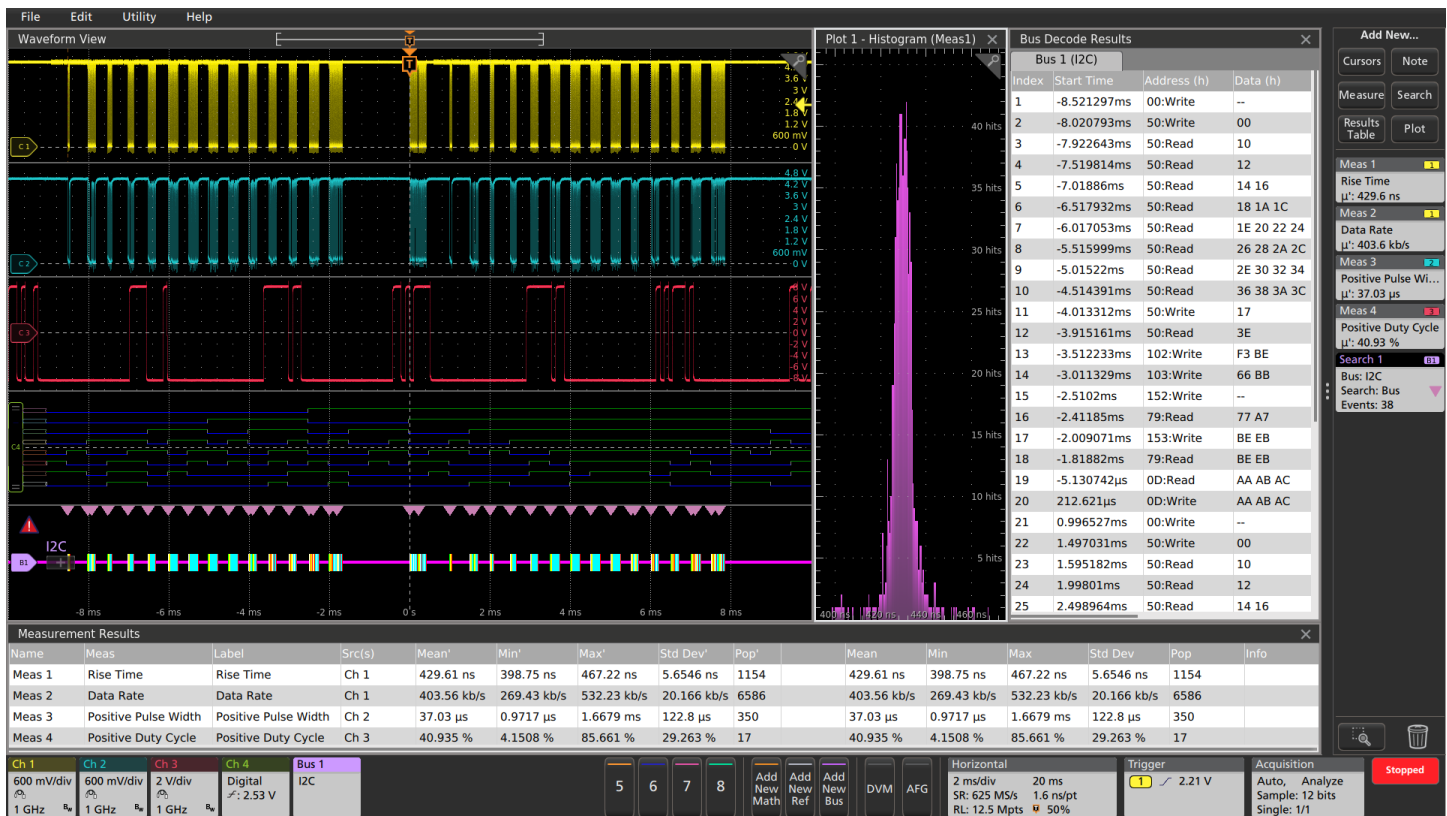 File Edit Utility Help
Waveform View
T
T
3.6 V
3 V
1.8 V
1.2 V
600 mV
0 V
C 1
4.8 V
4.2 V
3.6 V
3 V
2.4 V
1.8 V
1.2 V
600 mV
0 V
C 2
6 V
4 V
2 V
0 V
-2 V
-4 V
-6 V
-8 V
C 3
C4
I2C
B1
-8 ms -6 ms -4 ms -2 ms 0 s 2 ms 4 ms 6 ms 8 ms
Plot 1 - Histogram (Meas1)
40 hits
35 hits
30 hits
25 hits
20 hits
15 hits
10 hits
5 hits
400 ns 420 ns 440 ns 460 ns
Bus Decode Results
Bus 1 (I2C)
Index Start Time Address (h) Data (h)
1 -8.521297ms 00:Write --
2 -8.020793ms 50:Write 00
3 -7.922643ms 50:Read 10
4 -7.519814ms 50:Read 12
5 -7.01886ms 50:Read 14 16
6 -6.517932ms 50:Read 18 1A 1C
7 -6.017053ms 50:Read 1E 20 22 24
8 -5.515999ms 50:Read 26 28 2A 2C
9 -5.01522ms 50:Read 2E 30 32 34
10 -4.514391ms 50:Read 36 38 3A 3C
11 -4.013312ms 50:Write 17
12 -3.915161ms 50:Read 3E
13 -3.512233ms 102:Write F3 BE
14 -3.011329ms 103:Write 66 BB
15 -2.5102ms 152:Write --
16 -2.41185ms 79:Read 77 A7
17 -2.009071ms 153:Write BE EB
18 -1.81882ms 79:Read BE EB
19 -5.130742µs 0D:Read AA AB AC
20 212.621µs 0D:Write AA AB AC
21 0.996527ms 00:Write --
22 1.497031ms 50:Write 00
23 1.595182ms 50:Read 10
24 1.99801ms 50:Read 12
25 2.498964ms 50:Read 14 16
Add New...
Cursors Note
Measure Search
Results Table Plot
Meas 1 1
Rise Time
µ': 429.6 ns
Meas 2 1
Data Rate
µ': 403.6 kb/s
Meas 3 2
Positive Pulse Wi...
µ': 37.03 µs
Meas 4 3
Positive Duty Cycle
µ': 40.93 %
Search 1 B1
Bus: I2C
Search: Bus
Events: 38
Measurement Results
Name Meas Label Src(s) Mean' Min' Max' Std Dev' Pop' Mean Min Max Std Dev Pop Info
Meas 1 Rise Time Rise Time Ch 1 429.61 ns 398.75 ns 467.22 ns 5.6546 ns 1154 429.61 ns 398.75 ns 467.22 ns 5.6546 ns 1154
Meas 2 Data Rate Data Rate Ch 1 403.56 kb/s 269.43 kb/s 532.23 kb/s 20.166 kb/s 6586 403.56 kb/s 269.43 kb/s 532.23 kb/s 20.166 kb/s 6586
Meas 3 Positive Pulse Width Positive Pulse Width Ch 2 37.03 µs 0.9717 µs 1.6679 ms 122.8 µs 350 37.03 µs 0.9717 µs 1.6679 ms 122.8 µs 350
Meas 4 Positive Duty Cycle Positive Duty Cycle Ch 3 40.935 % 4.1508 % 85.661 % 29.263 % 17 40.935 % 4.1508 % 85.661 % 29.263 % 17
Ch 1
600 mV/div
1 GHz Bw
Ch 2
600 mV/div
1 GHz Bw
Ch 3
2 V/div
1 GHz Bw
Ch 4
Digital
: 2.53 V
Bus 1
I2C
5 6 7 8
Add New Math
Add New Ref
Add New Bus
DVM AFG
Horizontal
2 ms/div 20 ms
SR: 625 MS/s 1.6 ns/pt
RL: 12.5 Mpts 50%
Trigger
1 2.21 V
Acquisition
Auto, Analyze
Sample: 12 bits
Single: 1/1
Stopped